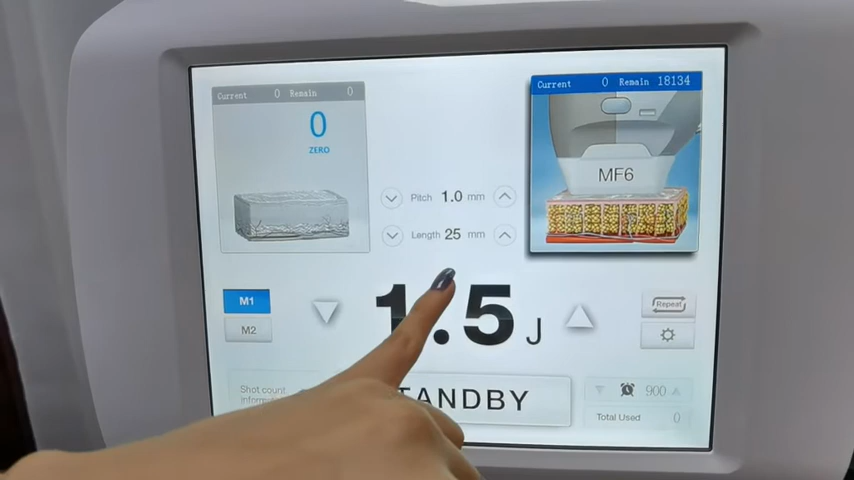 Current 0 Remain 0
0
ZERO
Current 0 Remain 18134
MF6
Pitch 1.0 mm
Length 25 mm
M1
M2
1.5 J
Repeat
Shot count
STANDBY
900
Total Used 0